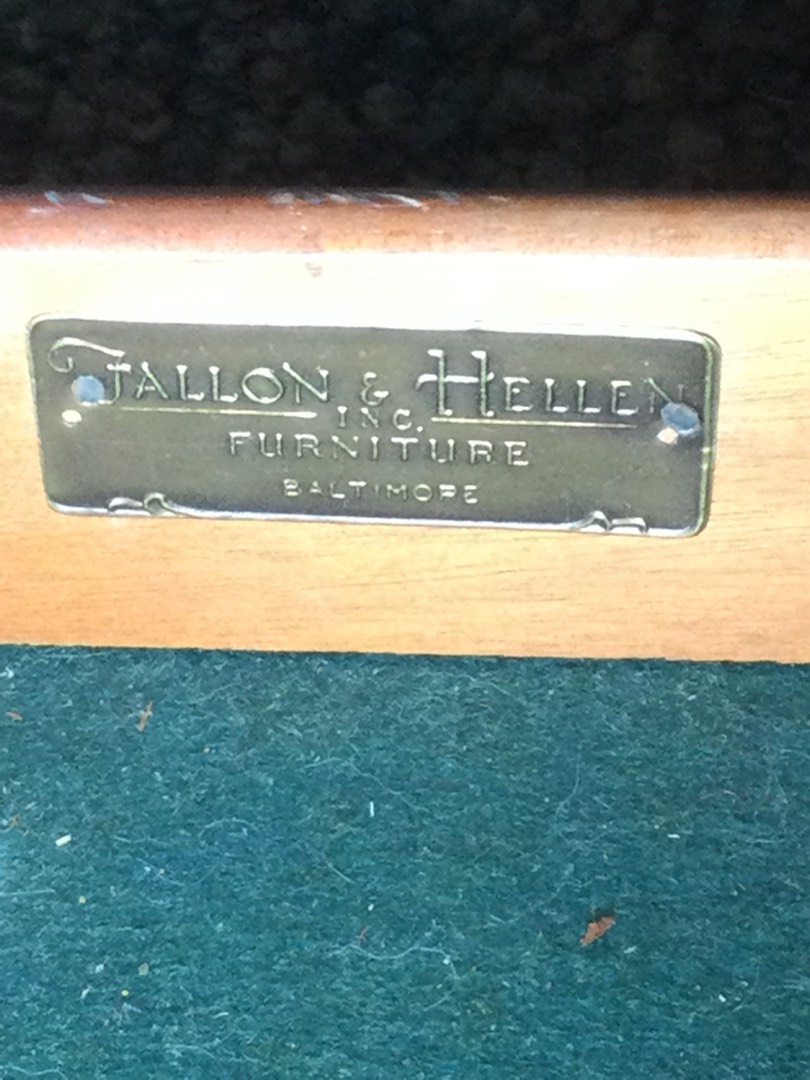 FALLON & HELLEN
INC.
FURNITURE
BALTIMORE